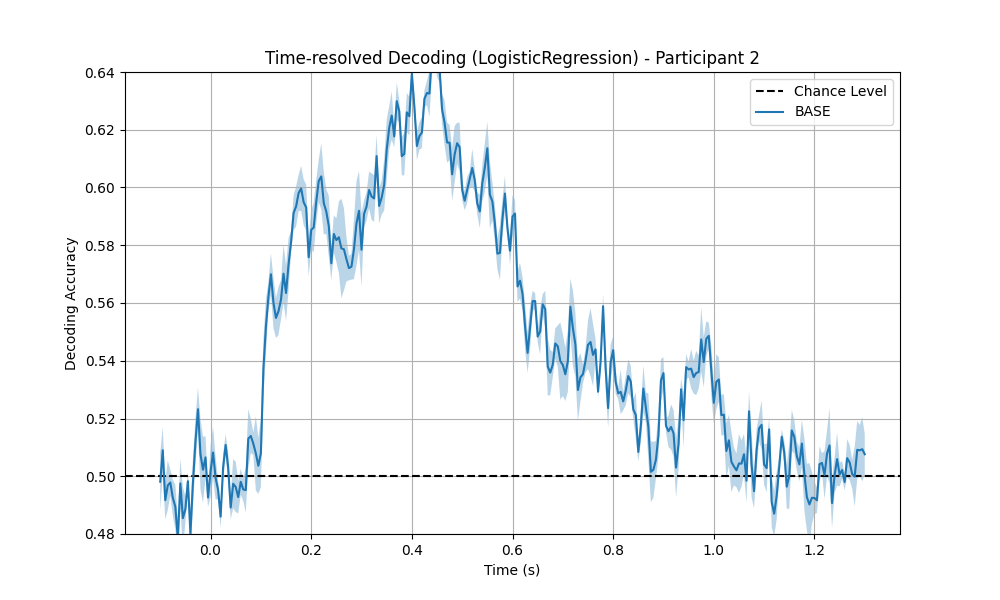 Time-resolved Decoding (LogisticRegression) - Participant 2
Chance Level
BASE
Decoding Accuracy
0.64
0.62
0.60
0.58
0.56
0.54
0.52
0.50
0.48
0.0 0.2 0.4 0.6 0.8 1.0 1.2
Time (s)